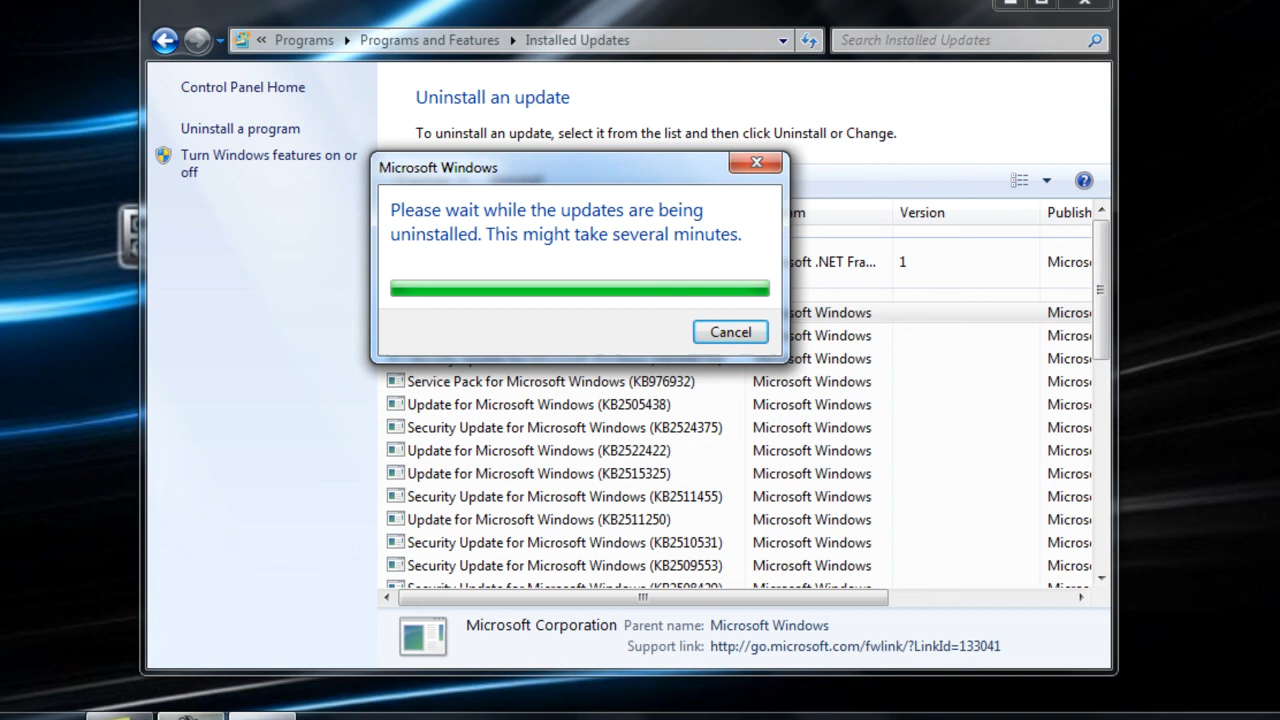 « Programs Programs and Features Installed Updates
Search Installed Updates
Control Panel Home
Uninstall a program
Turn Windows features on or
off
Uninstall an update
To uninstall an update, select it from the list and then click Uninstall or Change.
Microsoft Windows
Please wait while the updates are being
uninstalled. This might take several minutes.
Cancel
Version Publish
soft .NET Fra... 1 Micros
soft Windows Micros
Microsoft Windows Micros
Microsoft Windows Micros
Service Pack for Microsoft Windows (KB976932) Microsoft Windows Micros
Update for Microsoft Windows (KB2505438) Microsoft Windows Micros
Security Update for Microsoft Windows (KB2524375) Microsoft Windows Micros
Update for Microsoft Windows (KB2522422) Microsoft Windows Micros
Update for Microsoft Windows (KB2515325) Microsoft Windows Micros
Security Update for Microsoft Windows (KB2511455) Microsoft Windows Micros
Update for Microsoft Windows (KB2511250) Microsoft Windows Micros
Security Update for Microsoft Windows (KB2510531) Microsoft Windows Micros
Security Update for Microsoft Windows (KB2509553) Microsoft Windows Micros
Microsoft Corporation Parent name: Microsoft Windows
Support link: http://go.microsoft.com/fwlink/?LinkId=133041